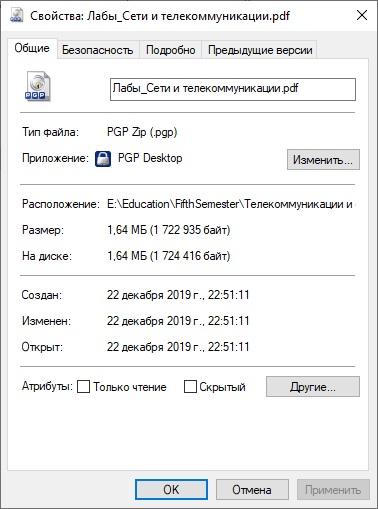 Свойства: Лабы_Сети и телекоммуникации.pdf
Общие Безопасность Подробно Предыдущие версии
PGP
Лабы_Сети и телекоммуникации.pdf
Тип файла: PGP Zip (.pgp)
Приложение: PGP Desktop Изменить...
Расположение: E:\Education\FifthSemester\Телекоммуникации и
Размер: 1,64 МБ (1 722 935 байт)
На диске: 1,64 МБ (1 724 416 байт)
Создан: 22 декабря 2019 г., 22:51:11
Изменен: 22 декабря 2019 г., 22:51:11
Открыт: 22 декабря 2019 г., 22:51:11
Атрибуты: Только чтение Скрытый Другие...
OK Отмена Применить